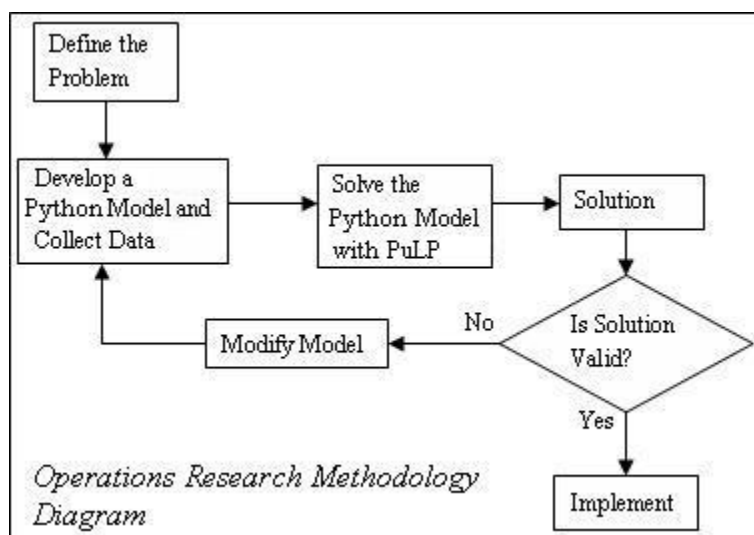 Define the
Problem
Develop a
Python Model and
Collect Data
Solve the
Python Model
with PuLP
Solution
Is Solution
Valid?
No
Modify Model
Yes
Implement
Operations Research Methodology
Diagram